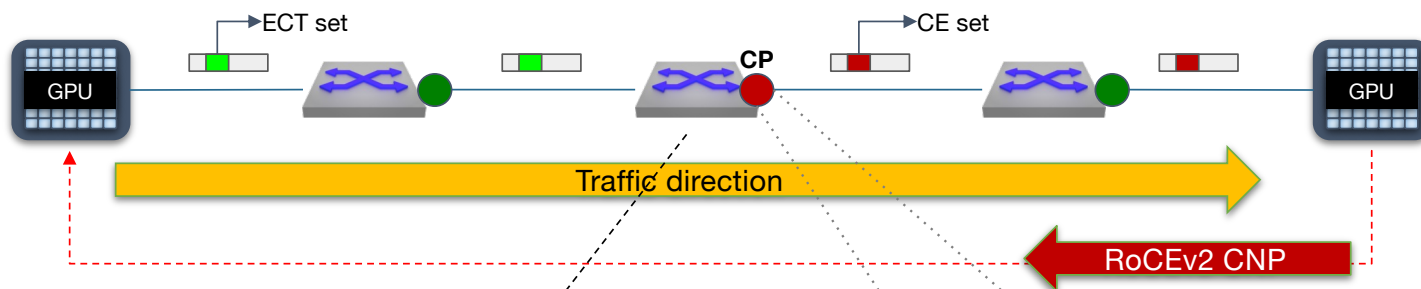 ECT set
CE set
CP
GPU
GPU
Traffic direction
RoCEv2 CNP